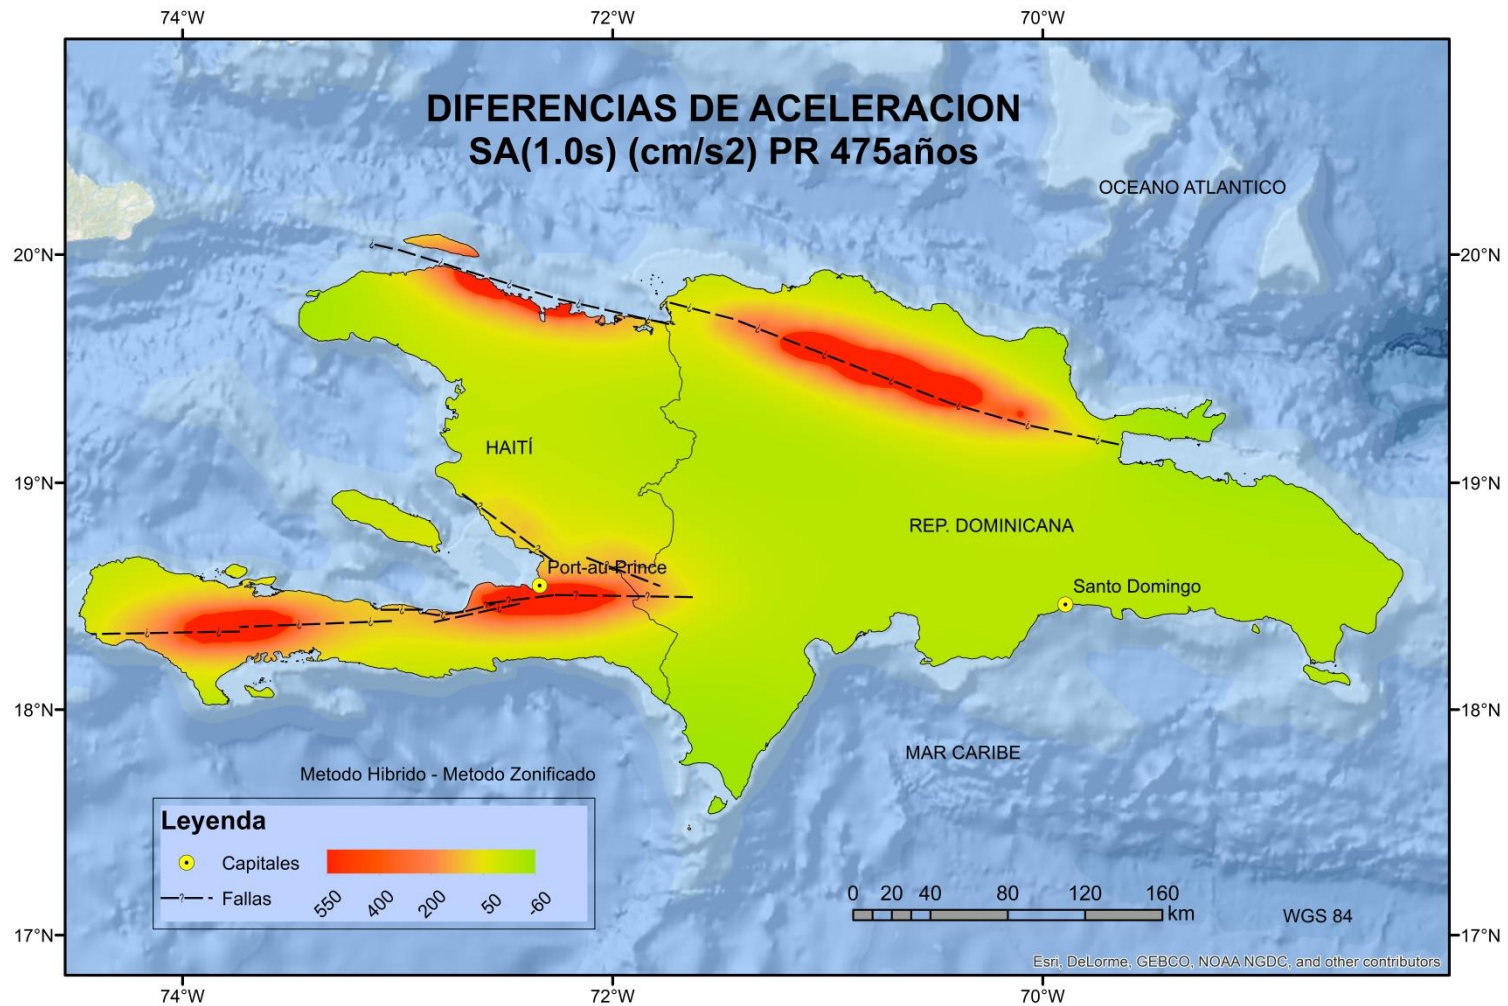 74°W 72°W 70°W
DIFERENCIAS DE ACELERACION
SA(1.0s) (cm/s2) PR 475años
OCEANO ATLANTICO
20°N 20°N
HAITÍ
19°N 19°N
REP. DOMINICANA
Port-au-Prince
Santo Domingo
18°N 18°N
MAR CARIBE
Metodo Hibrido - Metodo Zonificado
Leyenda
Capitales
Fallas
550 400 200 50 -60
0 20 40 80 120 160
km
WGS 84
17°N 17°N
Esri, DeLorme, GEBCO, NOAA NGDC, and other contributors
74°W 72°W 70°W